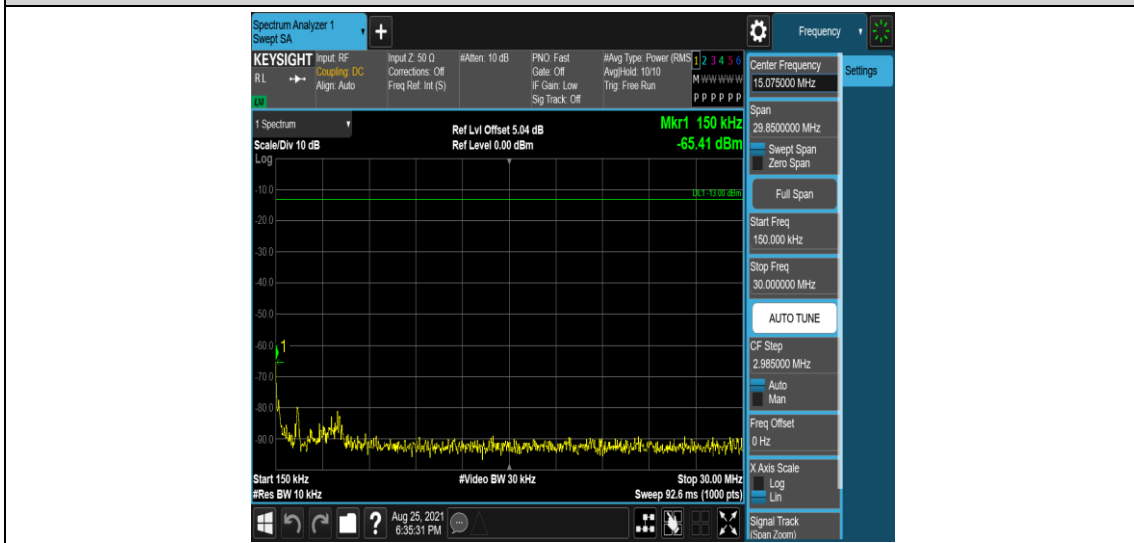 Spectrum Analyzer 1
Swept SA
+
Frequency
KEYSIGHT
RL
LXI
Input: RF
Coupling: DC
Align: Auto
Input Z: 50 Ω
Corrections: Off
Freq Ref: Int (S)
#Atten: 10 dB
PNO: Fast
Gate: Off
IF Gain: Low
Sig Track: Off
#Avg Type: Power (RMS
Avg|Hold: 10/10
Trig: Free Run
1 2 3 4 5 6
M W W W W W
P P P P P P
Center Frequency
15.075000 MHz
Settings
Span
29.8500000 MHz
Swept Span
Zero Span
Full Span
Start Freq
150.000 kHz
Stop Freq
30.000000 MHz
AUTO TUNE
CF Step
2.985000 MHz
Auto
Man
Freq Offset
0 Hz
X Axis Scale
Log
Lin
Signal Track
(Span Zoom)
1 Spectrum
Scale/Div 10 dB
Ref Lvl Offset 5.04 dB
Ref Level 0.00 dBm
Mkr1 150 kHz
-65.41 dBm
Log
DL1 -13.00 dBm
-10.0
-20.0
-30.0
-40.0
-50.0
-60.0
1
-70.0
-80.0
-90.0
Start 150 kHz
#Video BW 30 kHz
Stop 30.00 MHz
#Res BW 10 kHz
Sweep 92.6 ms (1000 pts)
?
Aug 25, 2021
6:35:31 PM